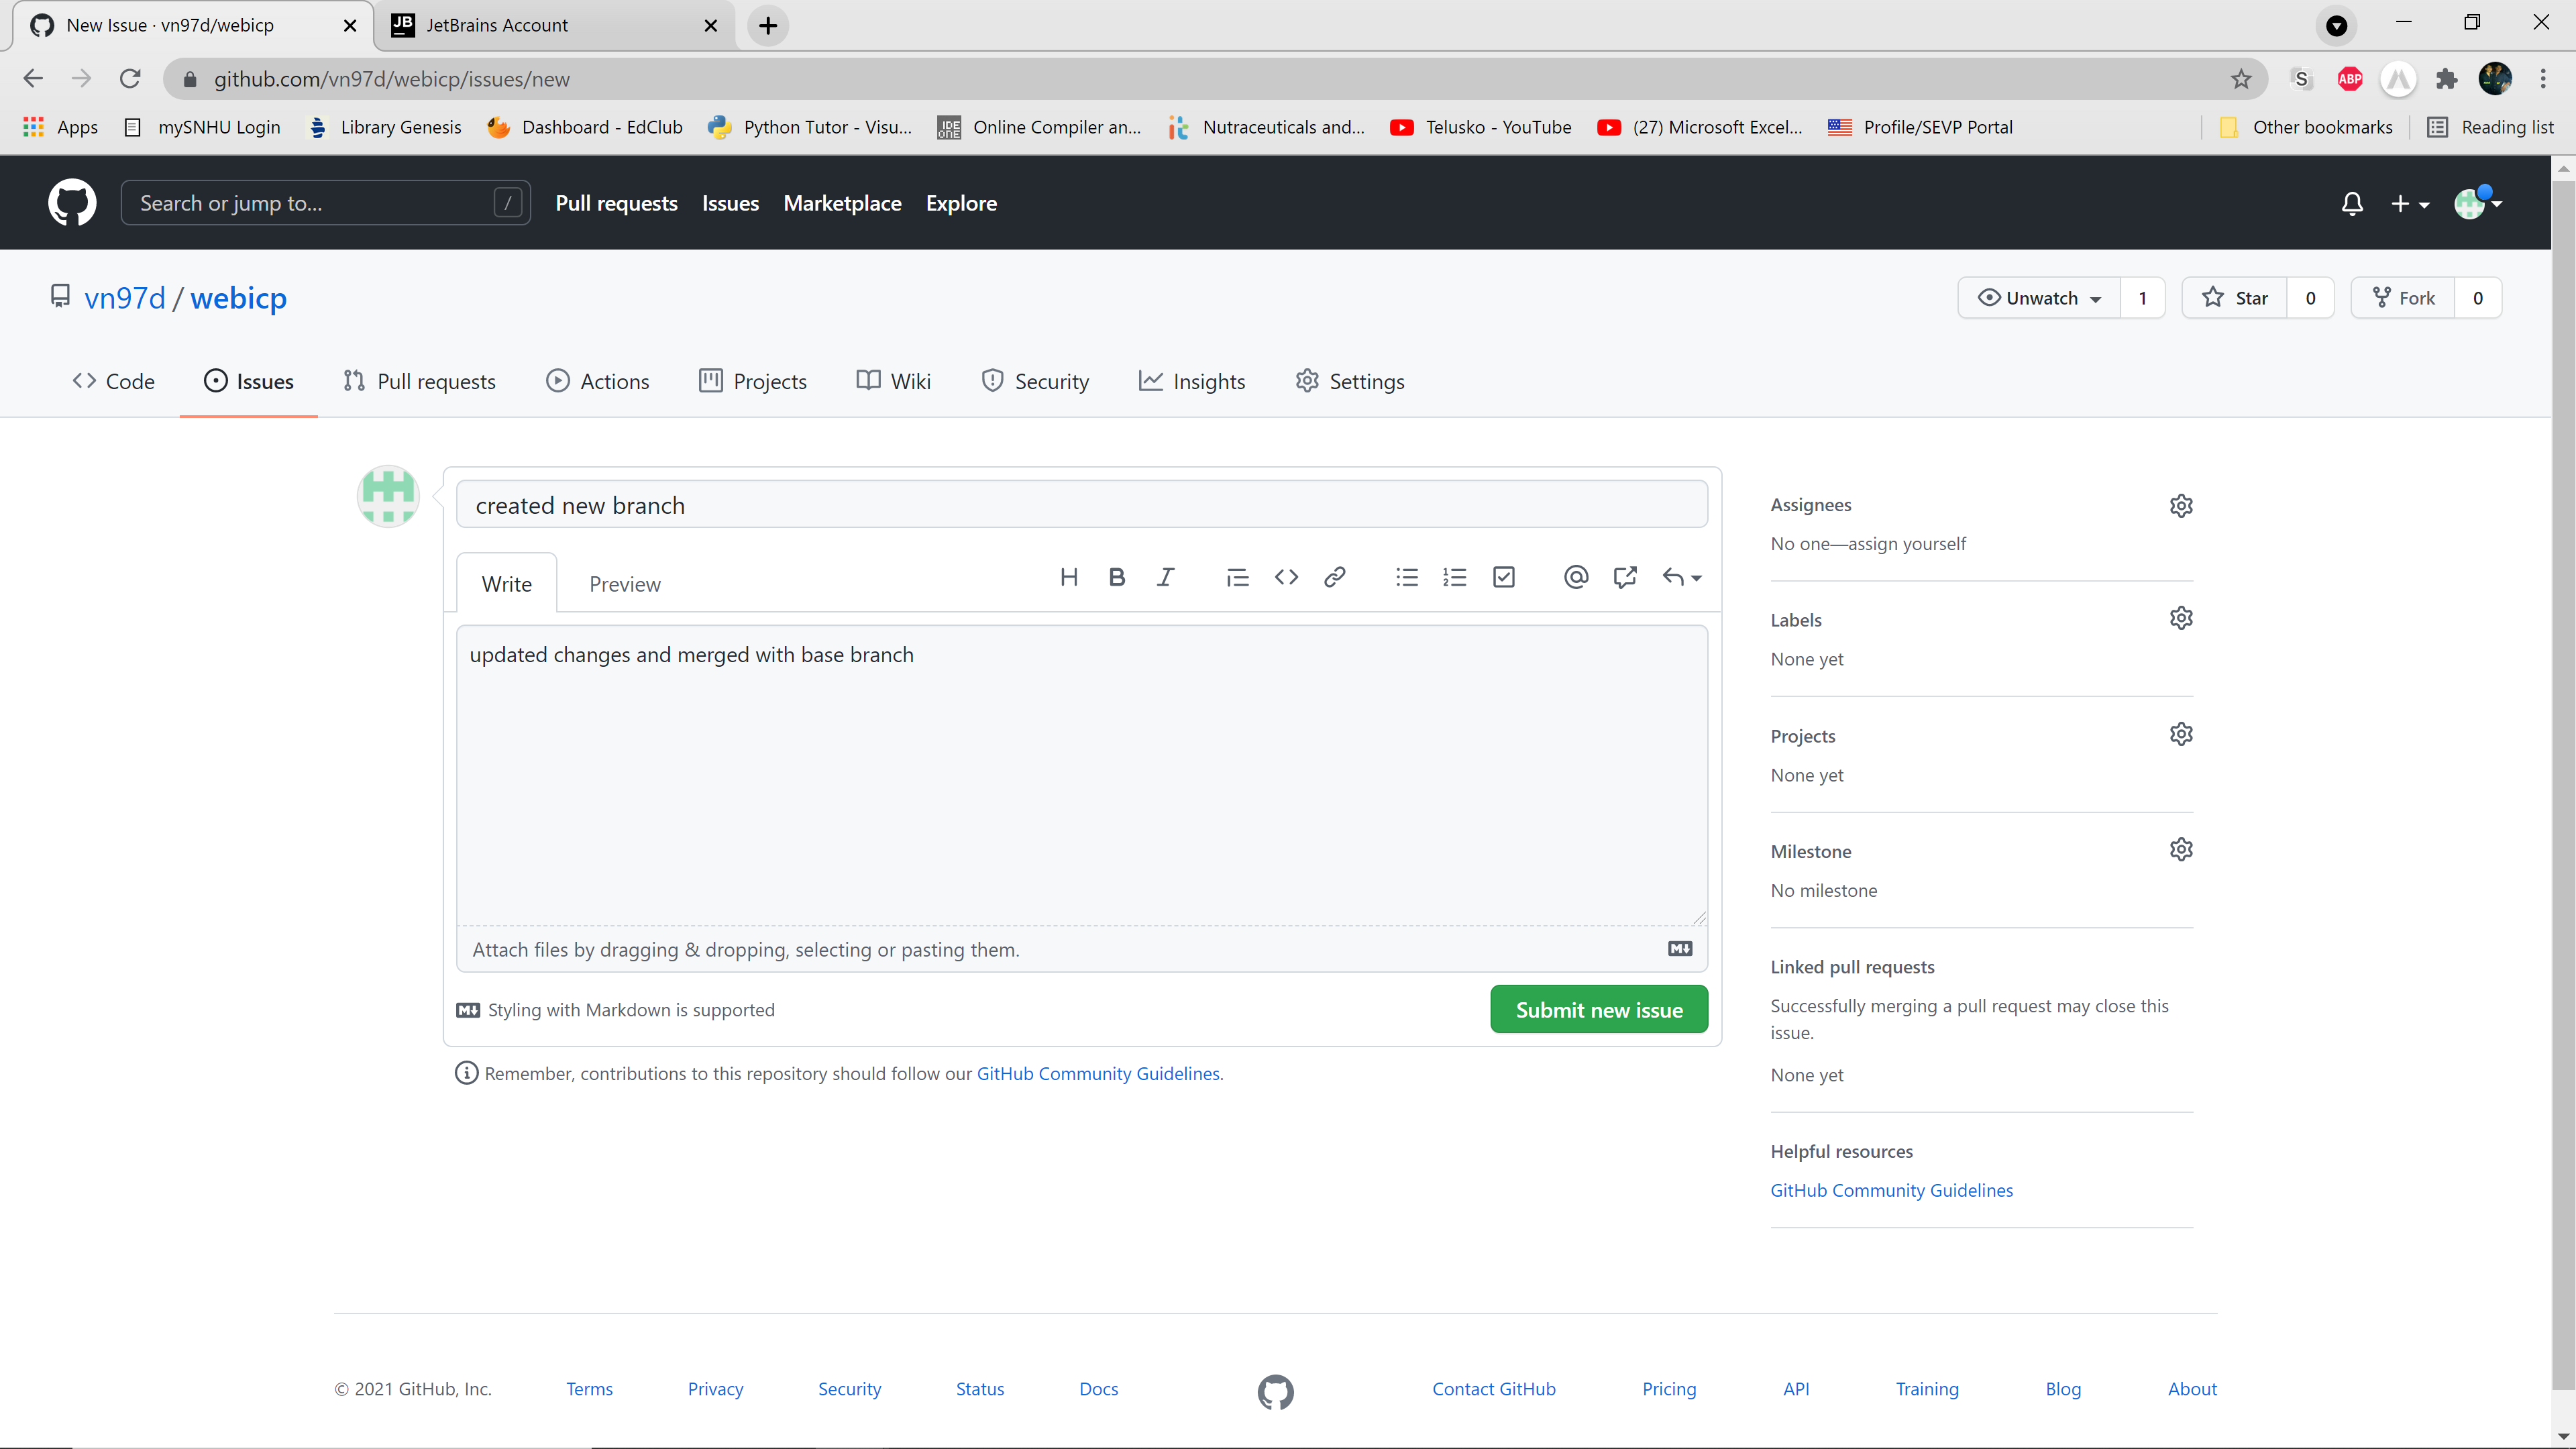 New Issue · vn97d/webicp
JB JetBrains Account
github.com/vn97d/webicp/issues/new
S ABP
Apps mySNHU Login Library Genesis Dashboard - EdClub Python Tutor - Visu... IDE ONE Online Compiler an... Nutraceuticals and... Telusko - YouTube (27) Microsoft Excel... Profile/SEVP Portal Other bookmarks Reading list
Search or jump to... / Pull requests Issues Marketplace Explore
vn97d / webicp Unwatch 1 Star 0 Fork 0
Code Issues Pull requests Actions Projects Wiki Security Insights Settings
created new branch
Write Preview H B I
updated changes and merged with base branch
Attach files by dragging & dropping, selecting or pasting them.
Styling with Markdown is supported
Submit new issue
Remember, contributions to this repository should follow our GitHub Community Guidelines.
Assignees
No one—assign yourself
Labels
None yet
Projects
None yet
Milestone
No milestone
Linked pull requests
Successfully merging a pull request may close this
issue.
None yet
Helpful resources
GitHub Community Guidelines
© 2021 GitHub, Inc. Terms Privacy Security Status Docs Contact GitHub Pricing API Training Blog About